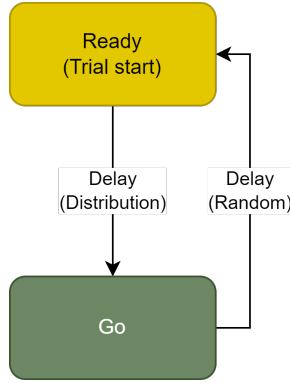 Ready
(Trial start)
Delay
(Distribution)
Delay
(Random)
Go